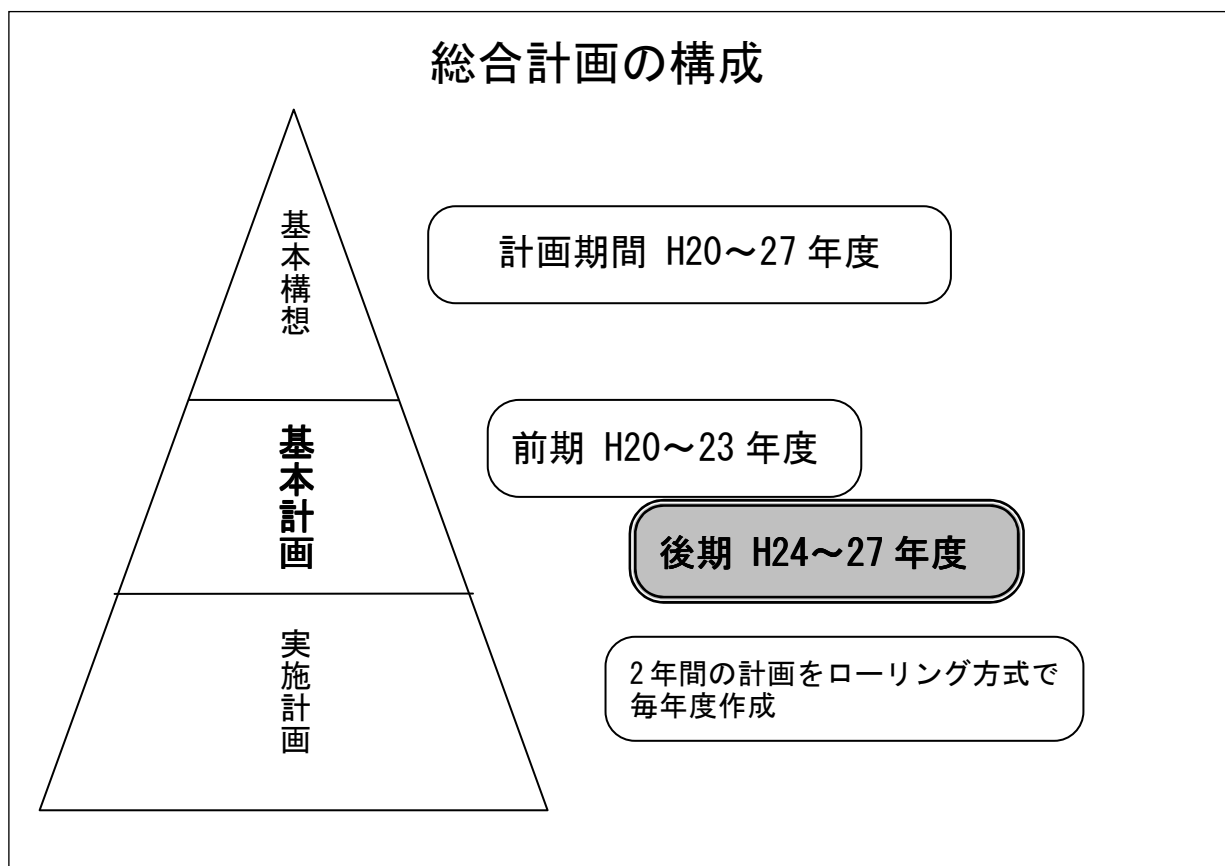 総合計画の構成
基本構想
計画期間 H20～27 年度
基本計画
前期 H20～23 年度
後期 H24～27 年度
実施計画
2 年間の計画をローリング方式で
毎年度作成